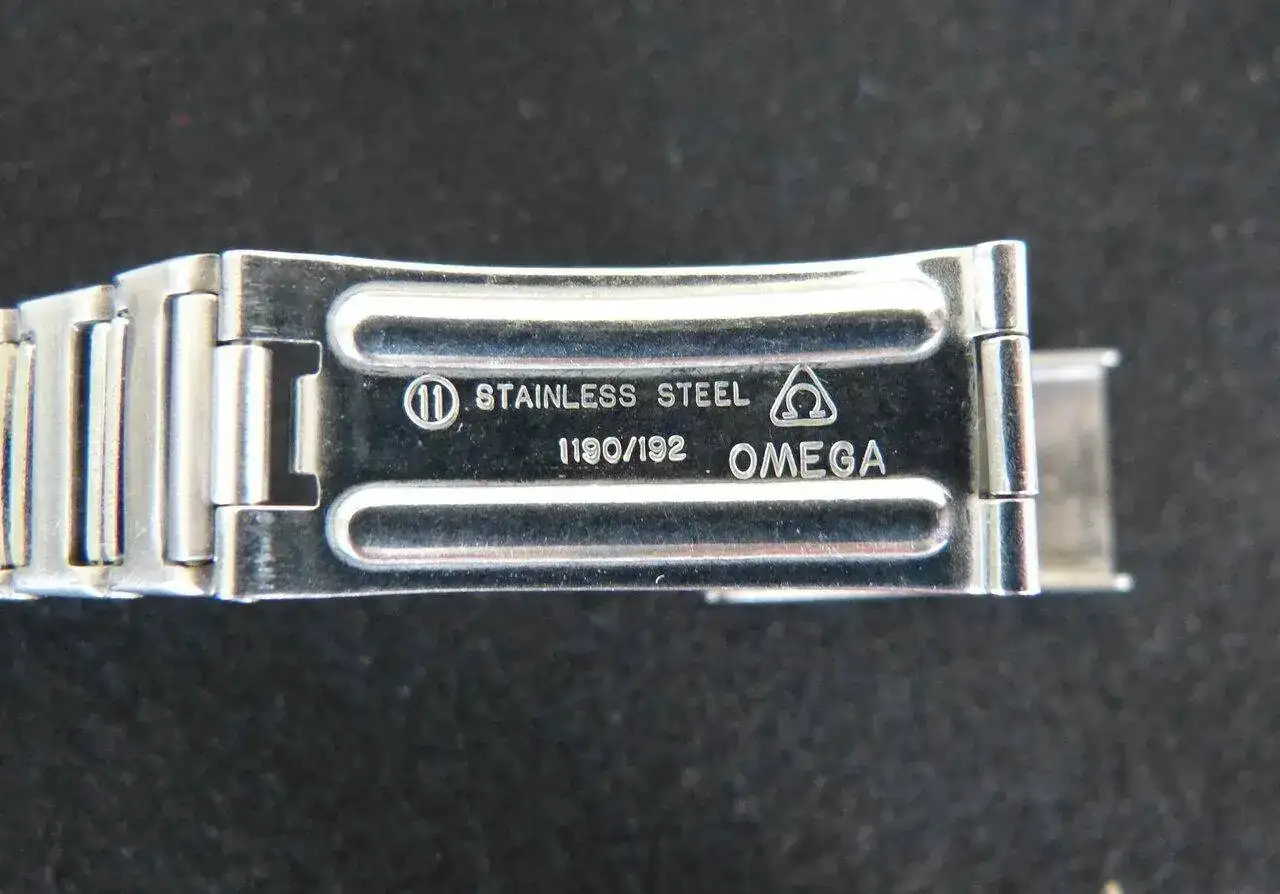 ⑪ STAINLESS STEEL Ω
1190/192
OMEGA